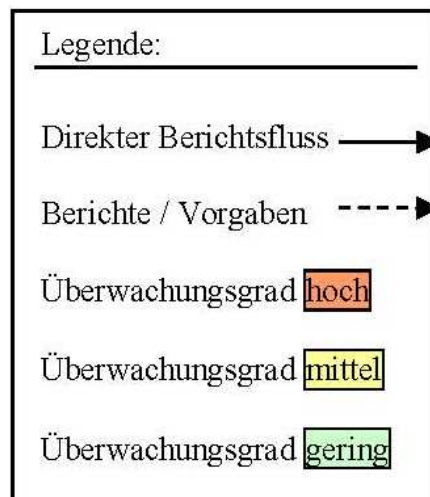 Legende:
Direkter Berichtsfluss
Berichte / Vorgaben
Überwachungsgrad hoch
Überwachungsgrad mittel
Überwachungsgrad gering